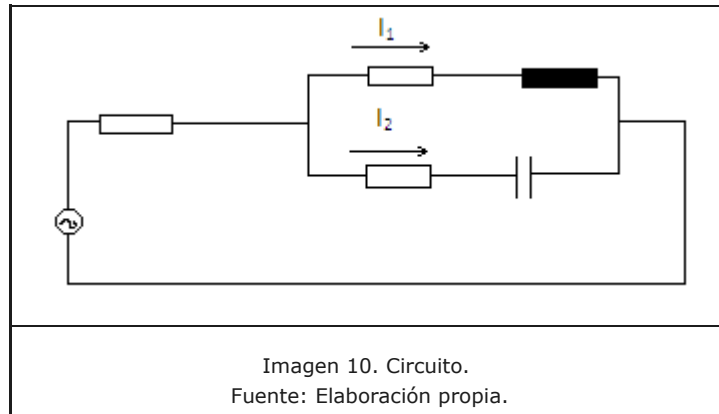 I₁
I₂
Imagen 10. Circuito.
Fuente: Elaboración propia.